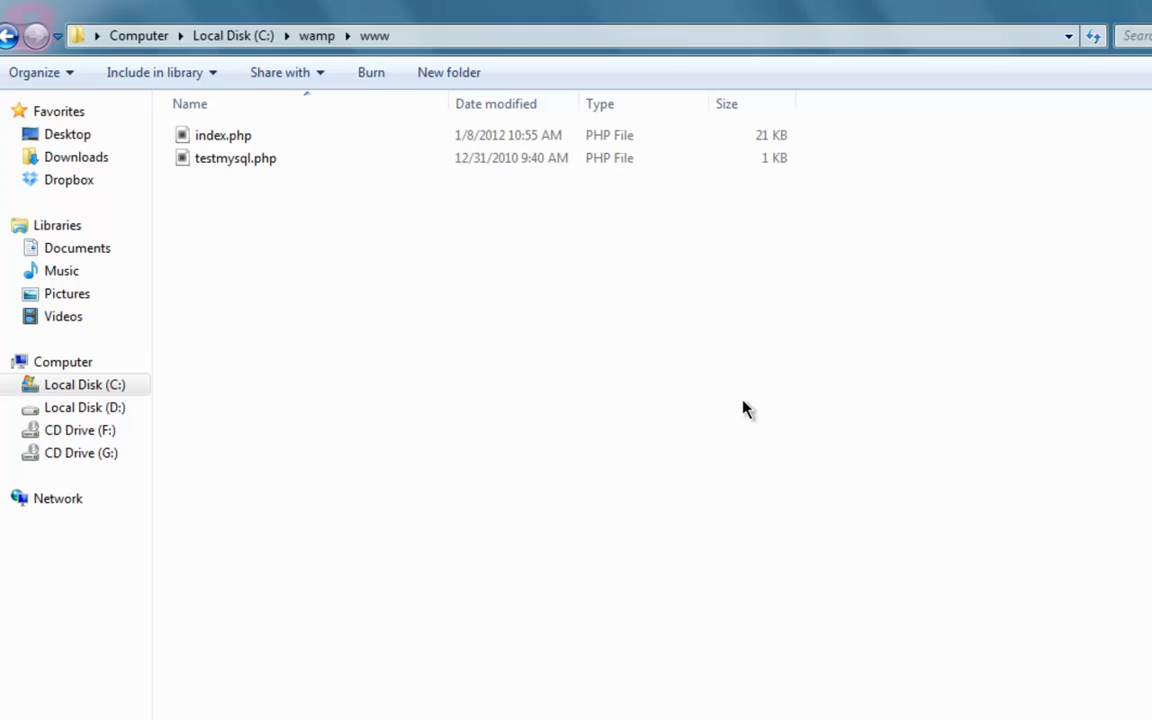 Computer Local Disk (C:) wamp www Sear
Organize Include in library Share with Burn New folder
Name Date modified Type Size
index.php 1/8/2012 10:55 AM PHP File 21 KB
testmysql.php 12/31/2010 9:40 AM PHP File 1 KB
Favorites
Desktop
Downloads
Dropbox
Libraries
Documents
Music
Pictures
Videos
Computer
Local Disk (C:)
Local Disk (D:)
CD Drive (F:)
CD Drive (G:)
Network